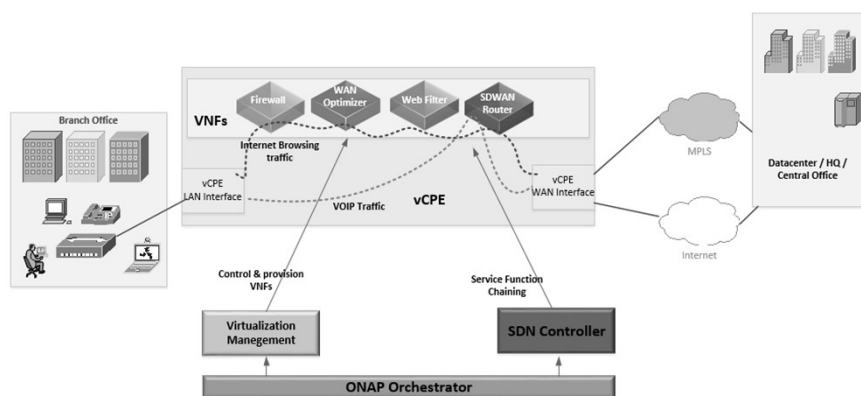 Branch Office
VNFs
Firewall
WAN
Optimizer
Web Filter
SDWAN
Router
Internet Browsing
traffic
vCPE
LAN Interface
VOIP Traffic
vCPE
vCPE
WAN Interface
MPLS
Internet
Datacenter / HQ /
Central Office
Control & provision
VNFs
Service Function
Chaining
Virtualization
Menegement
SDN Controller
ONAP Orchestrator